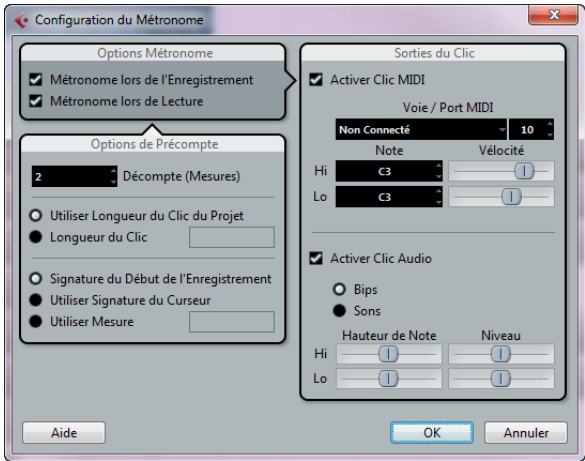 Configuration du Métronome
Options Métronome
Métronome lors de l'Enregistrement
Métronome lors de Lecture
Options de Précompte
2 Décompte (Mesures)
Utiliser Longueur du Clic du Projet
Longueur du Clic
Signature du Début de l'Enregistrement
Utiliser Signature du Curseur
Utiliser Mesure
Sorties du Clic
Activer Clic MIDI
Voie / Port MIDI
Non Connecté 10
Note Vélocité
Hi C3
Lo C3
Activer Clic Audio
Bips
Sons
Hauteur de Note Niveau
Hi
Lo
Aide OK Annuler